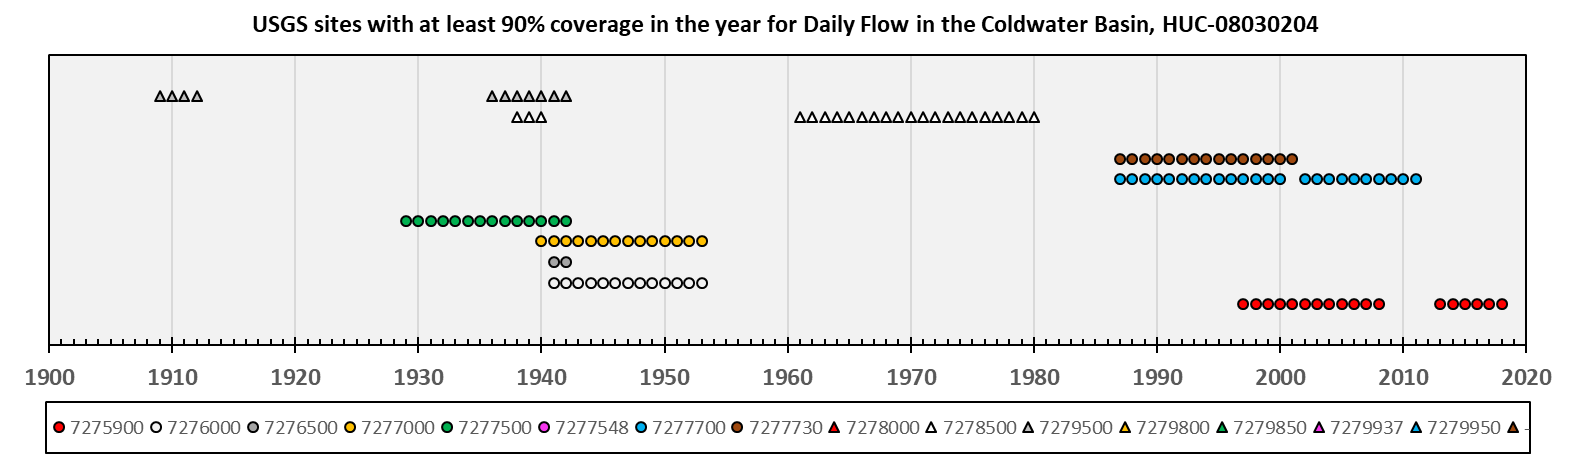 USGS sites with at least 90% coverage in the year for Daily Flow in the Coldwater Basin, HUC-08030204
1900 1910 1920 1930 1940 1950 1960 1970 1980 1990 2000 2010 2020
7275900 7276000 7276500 7277000 7277500 7277548 7277700 7277730 7278000 7278500 7279500 7279800 7279850 7279937 7279950 -